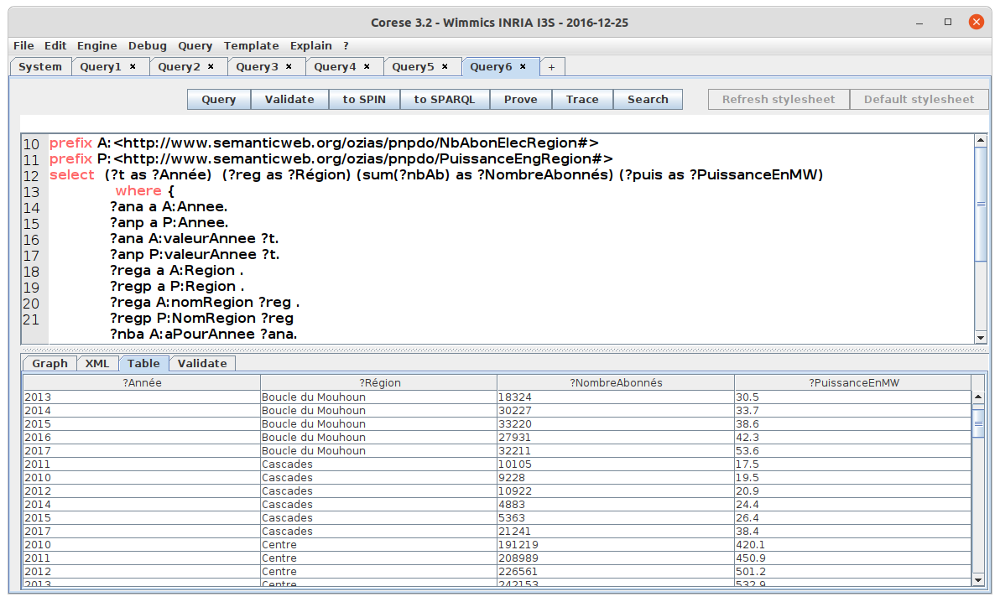 Corese 3.2 - Wimmics INRIA I3S - 2016-12-25
File Edit Engine Debug Query Template Explain ?
System Query1 × Query2 × Query3 × Query4 × Query5 × Query6 × +
Query Validate to SPIN to SPARQL Prove Trace Search Refresh stylesheet Default stylesheet
10 prefix A:<http://www.semanticweb.org/ozias/pnpdo/NbAbonElecRegion#>
11 prefix P:<http://www.semanticweb.org/ozias/pnpdo/PuissanceEngRegion#>
12 select (?t as ?Année) (?reg as ?Région) (sum(?nbAb) as ?NombreAbonnés) (?puis as ?PuissanceEnMW)
13 where {
14 ?ana a A:Annee.
15 ?anp a P:Annee.
16 ?ana A:valeurAnnee ?t.
17 ?anp P:valeurAnnee ?t.
18 ?rega a A:Region .
19 ?regp a P:Region .
20 ?rega A:nomRegion ?reg .
21 ?regp P:NomRegion ?reg
?nba A:aPourAnnee ?ana.
Graph XML Table Validate
?Année ?Région ?NombreAbonnés ?PuissanceEnMW
2013 Boucle du Mouhoun 18324 30.5
2014 Boucle du Mouhoun 30227 33.7
2015 Boucle du Mouhoun 33220 38.6
2016 Boucle du Mouhoun 27931 42.3
2017 Boucle du Mouhoun 32211 53.6
2011 Cascades 10105 17.5
2010 Cascades 9228 19.5
2012 Cascades 10922 20.9
2014 Cascades 4883 24.4
2015 Cascades 5363 26.4
2017 Cascades 21241 38.4
2010 Centre 191219 420.1
2011 Centre 208989 450.9
2012 Centre 226561 501.2
2013 Centre 242153 532.9